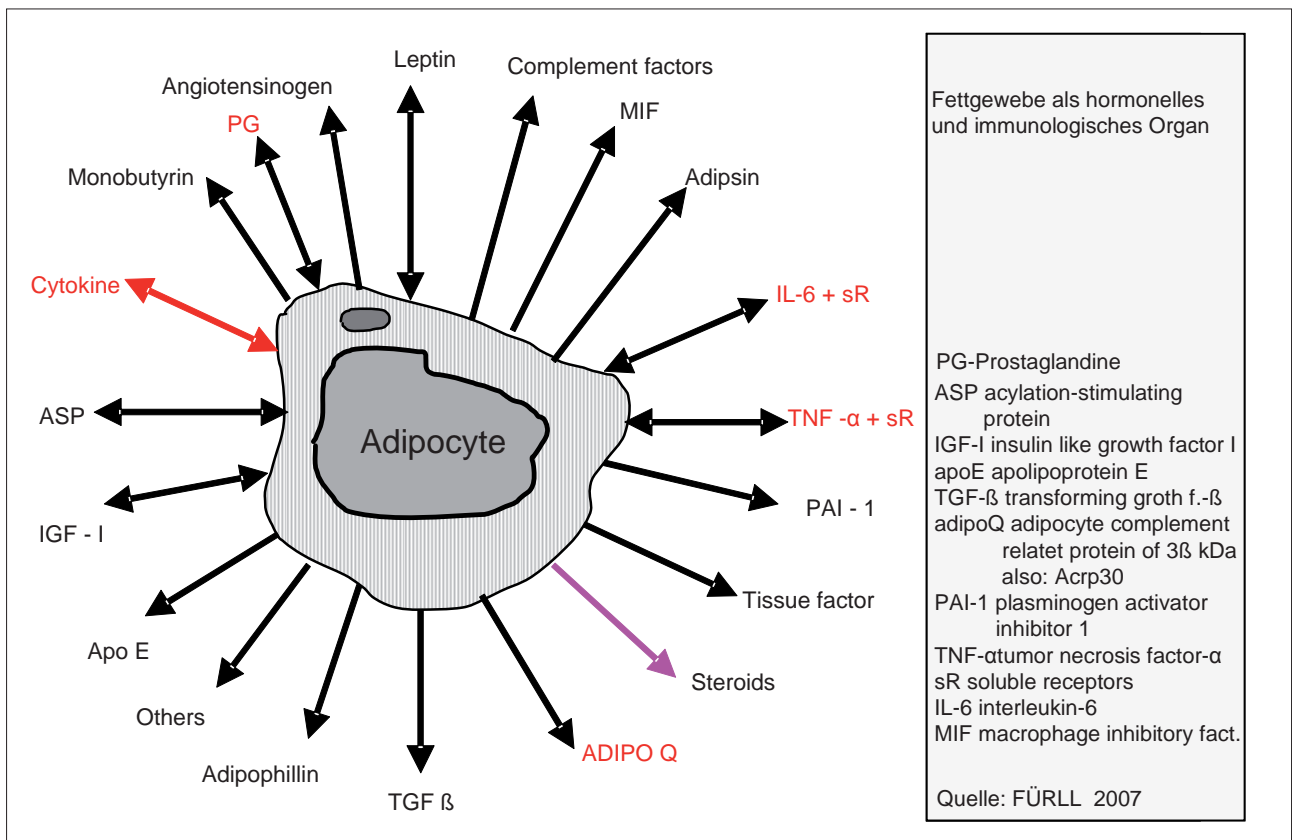 Leptin
Complement factors
Angiotensinogen
MIF
PG
Monobutyrin
Adipsin
Cytokine
IL-6 + sR
ASP
TNF -α + sR
Adipocyte
PAI - 1
IGF - I
Tissue factor
Apo E
Steroids
Others
ADIPO Q
Adipophillin
TGF ß
Fettgewebe als hormonelles
und immunologisches Organ
PG-Prostaglandine
ASP acylation-stimulating
protein
IGF-I insulin like growth factor I
apoE apolipoprotein E
TGF-ß transforming groth f.-ß
adipoQ adipocyte complement
relatet protein of 3ß kDa
also: Acrp30
PAI-1 plasminogen activator
inhibitor 1
TNF-αtumor necrosis factor-α
sR soluble receptors
IL-6 interleukin-6
MIF macrophage inhibitory fact.
Quelle: FÜRLL 2007